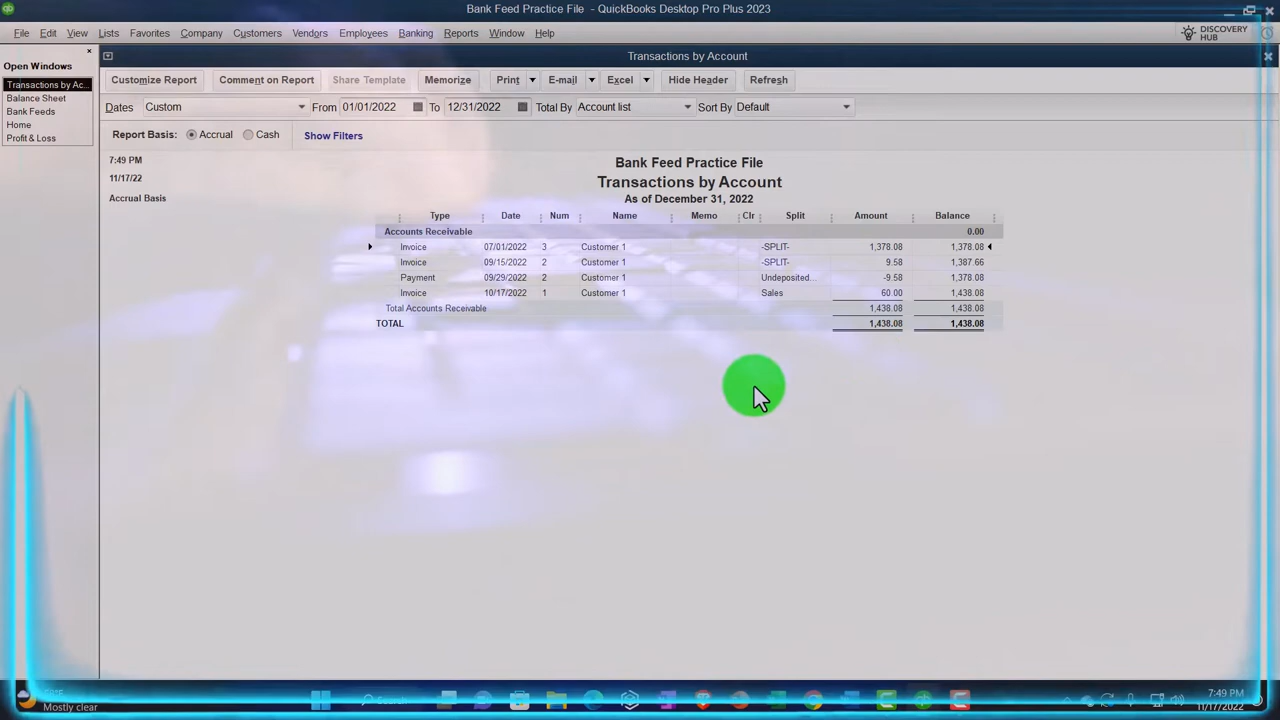 Bank Feed Practice File - QuickBooks Desktop Pro Plus 2023
File Edit View Lists Favorites Company Customers Vendors Employees Banking Reports Window Help
DISCOVERY HUB
Open Windows
Transactions by Ac...
Balance Sheet
Bank Feeds
Home
Profit & Loss
Transactions by Account
Customize Report Comment on Report Share Template Memorize Print E-mail Excel Hide Header Refresh
Dates Custom From 01/01/2022 To 12/31/2022 Total By Account list Sort By Default
Report Basis: Accrual Cash Show Filters
7:49 PM
11/17/22
Accrual Basis
Bank Feed Practice File
Transactions by Account
As of December 31, 2022
Type Date Num Name Memo Clr Split Amount Balance
Accounts Receivable 0.00
Invoice 07/01/2022 3 Customer 1 -SPLIT- 1,378.08 1,378.08
Invoice 09/15/2022 2 Customer 1 -SPLIT- 9.58 1,387.66
Payment 09/29/2022 2 Customer 1 Undeposited... -9.58 1,378.08
Invoice 10/17/2022 1 Customer 1 Sales 60.00 1,438.08
Total Accounts Receivable 1,438.08 1,438.08
TOTAL 1,438.08 1,438.08
Mostly clear
Search
7:49 PM
11/17/2022